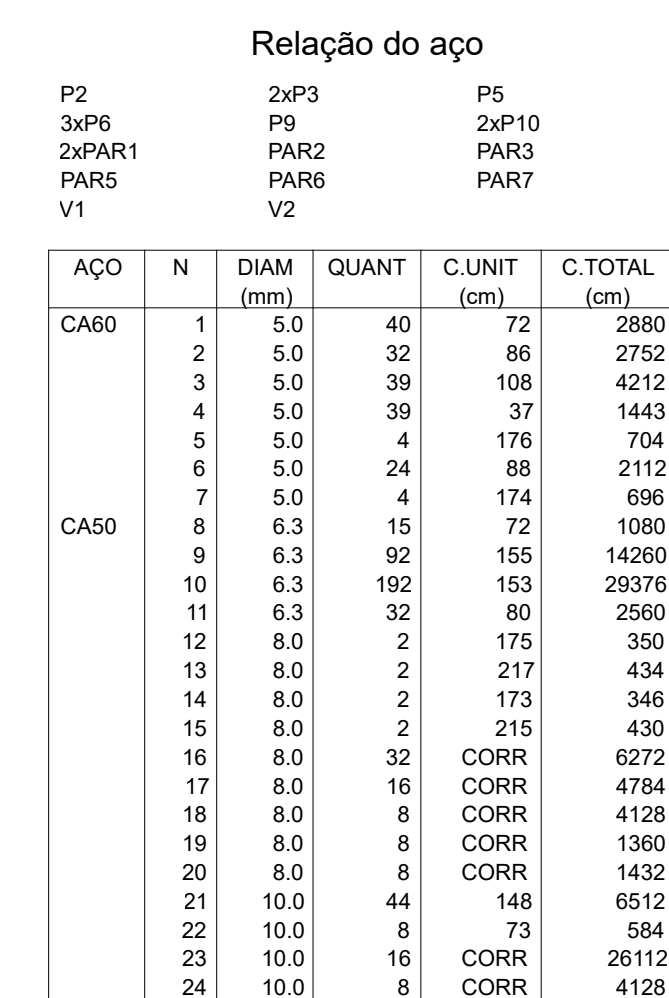 Relação do aço
P2 2xP3 P5
3xP6 P9 2xP10
2xPAR1 PAR2 PAR3
PAR5 PAR6 PAR7
V1 V2
AÇO N DIAM QUANT C.UNIT C.TOTAL
(mm) (cm) (cm)
CA60 1 5.0 40 72 2880
2 5.0 32 86 2752
3 5.0 39 108 4212
4 5.0 39 37 1443
5 5.0 4 176 704
6 5.0 24 88 2112
7 5.0 4 174 696
CA50 8 6.3 15 72 1080
9 6.3 92 155 14260
10 6.3 192 153 29376
11 6.3 32 80 2560
12 8.0 2 175 350
13 8.0 2 217 434
14 8.0 2 173 346
15 8.0 2 215 430
16 8.0 32 CORR 6272
17 8.0 16 CORR 4784
18 8.0 8 CORR 4128
19 8.0 8 CORR 1360
20 8.0 8 CORR 1432
21 10.0 44 148 6512
22 10.0 8 73 584
23 10.0 16 CORR 26112
24 10.0 8 CORR 4128